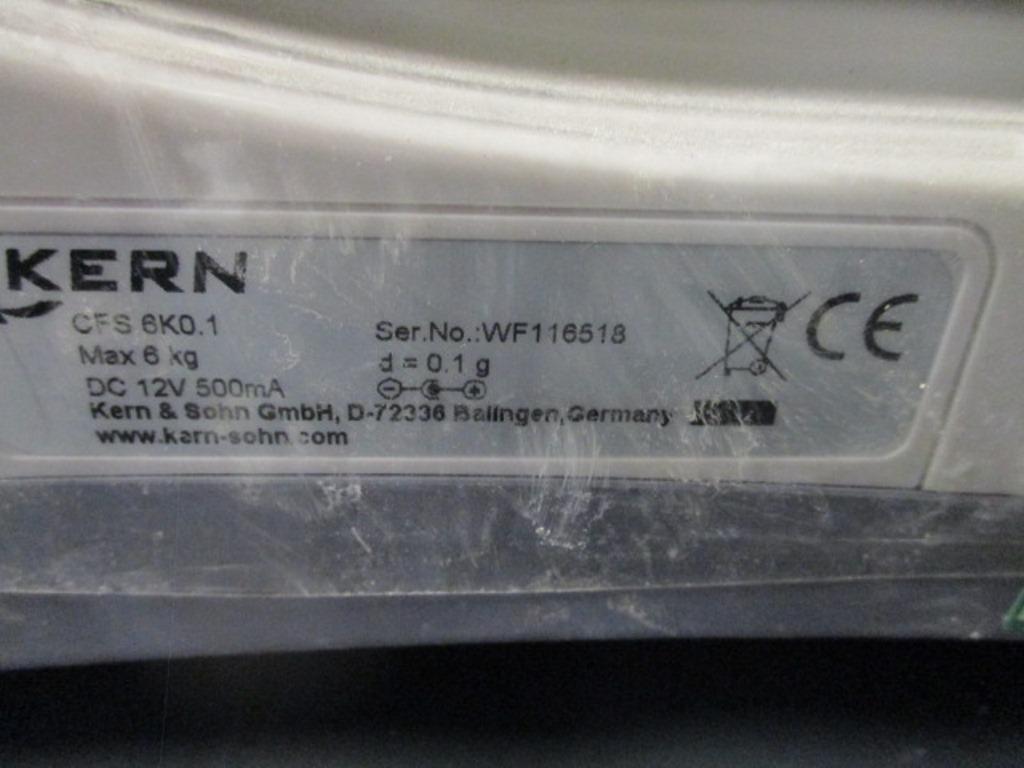 KERN
CFS 6K0.1
Max 6 kg
DC 12V 500mA
Ser.No.:WF116518
d = 0.1 g
Kern & Sohn GmbH, D-72336 Balingen,Germany
www.kern-sohn.com
CE